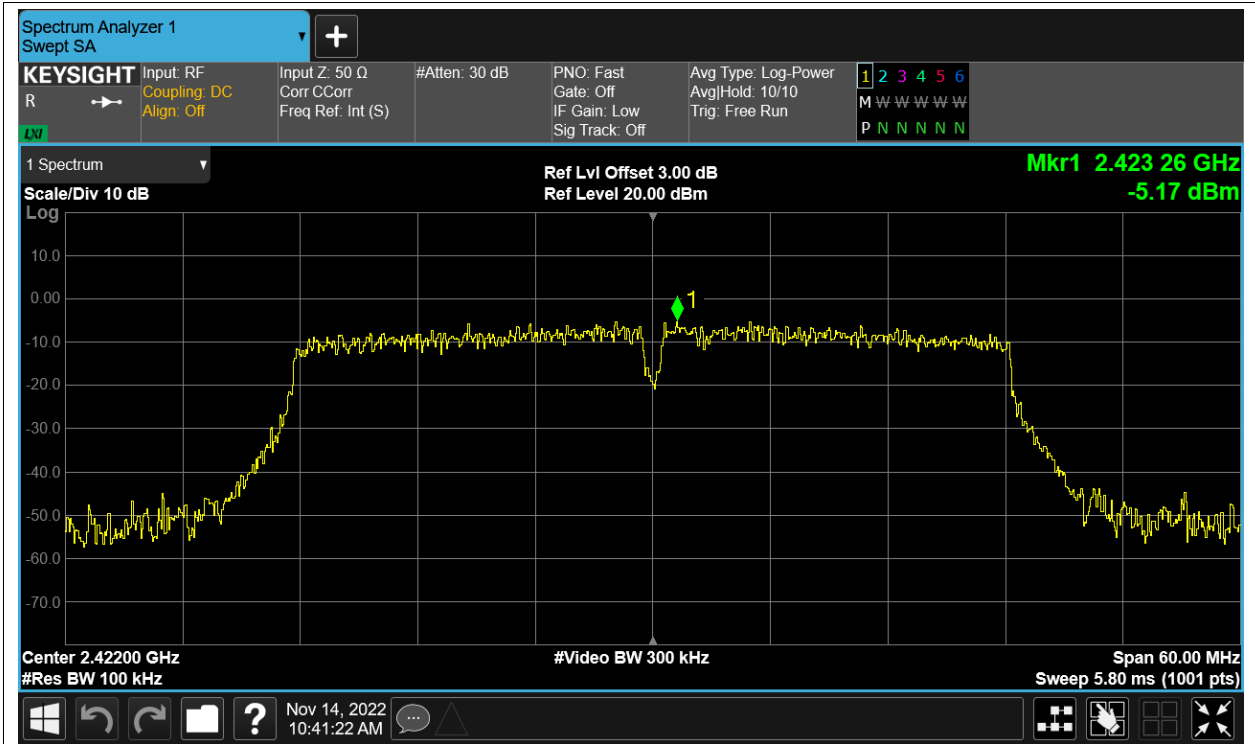 Spectrum Analyzer 1
Swept SA
KEYSIGHT
R
LXI
Input: RF
Coupling: DC
Align: Off
Input Z: 50 Ω
Corr CCorr
Freq Ref: Int (S)
#Atten: 30 dB
PNO: Fast
Gate: Off
IF Gain: Low
Sig Track: Off
Avg Type: Log-Power
Avg|Hold: 10/10
Trig: Free Run
1 2 3 4 5 6
M W W W W W W
P N N N N N N
1 Spectrum
Scale/Div 10 dB
Log
Ref Lvl Offset 3.00 dB
Ref Level 20.00 dBm
Mkr1 2.423 26 GHz
-5.17 dBm
10.0
0.00
-10.0
-20.0
-30.0
-40.0
-50.0
-60.0
-70.0
1
Center 2.42200 GHz
#Res BW 100 kHz
#Video BW 300 kHz
Span 60.00 MHz
Sweep 5.80 ms (1001 pts)
?
Nov 14, 2022
10:41:22 AM